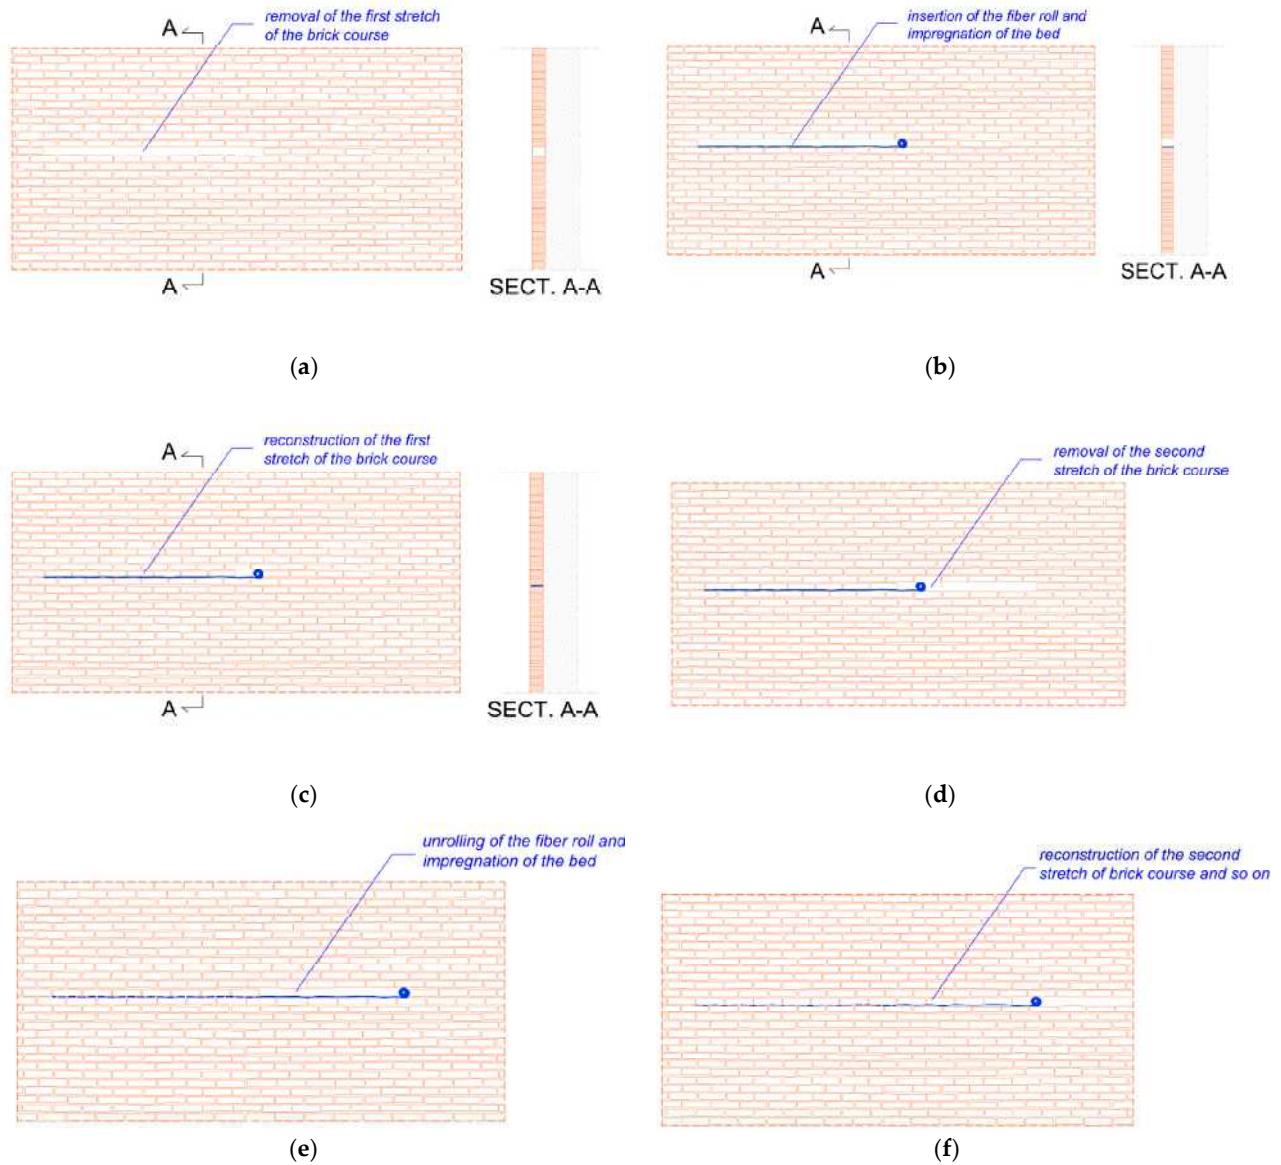 A
removal of the first stretch
of the brick course
A
SECT. A-A
(a)
A
insertion of the fiber roll and
impregnation of the bed
A
SECT. A-A
(b)
A
reconstruction of the first
stretch of the brick course
A
SECT. A-A
(c)
removal of the second
stretch of the brick course
(d)
unrolling of the fiber roll and
impregnation of the bed
(e)
reconstruction of the second
stretch of brick course and so on
(f)